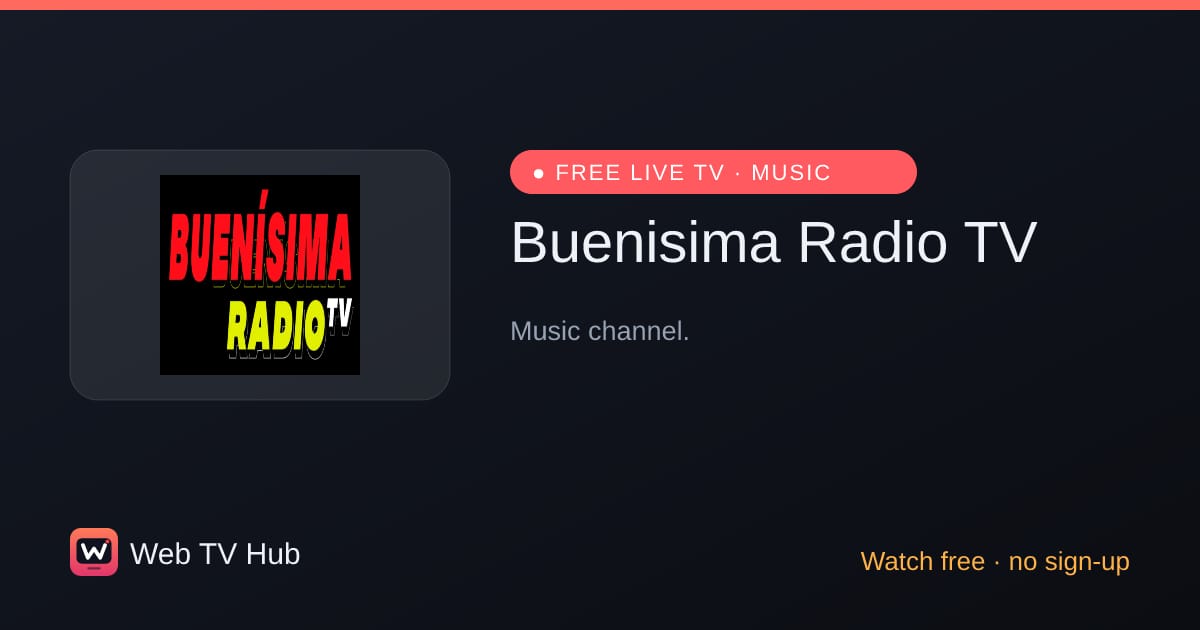 BUENÍSIMA
RADIO TV
● FREE LIVE TV · MUSIC
Buenisima Radio TV
Music channel.
W
Web TV Hub
Watch free · no sign-up